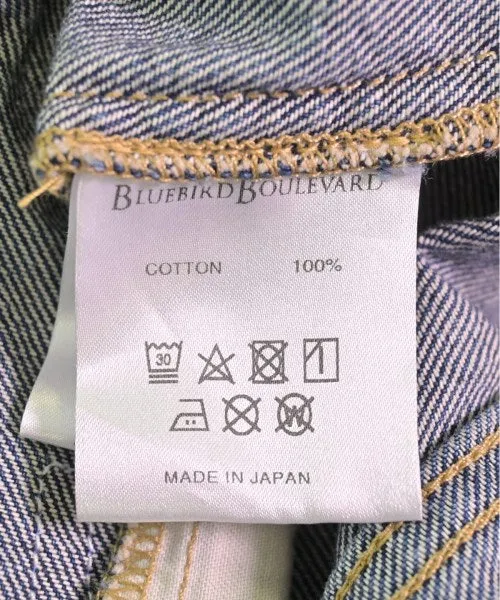 BLUEBIRD BOULEVARD
COTTON 100%
30
W
MADE IN JAPAN